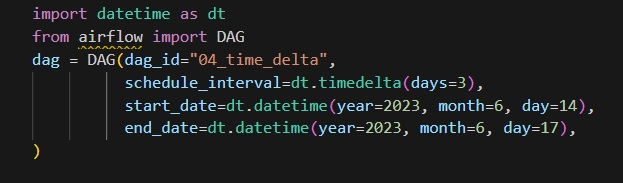 import datetime as dt
from airflow import DAG
dag = DAG(dag_id="04_time_delta",
schedule_interval=dt.timedelta(days=3),
start_date=dt.datetime(year=2023, month=6, day=14),
end_date=dt.datetime(year=2023, month=6, day=17),
)